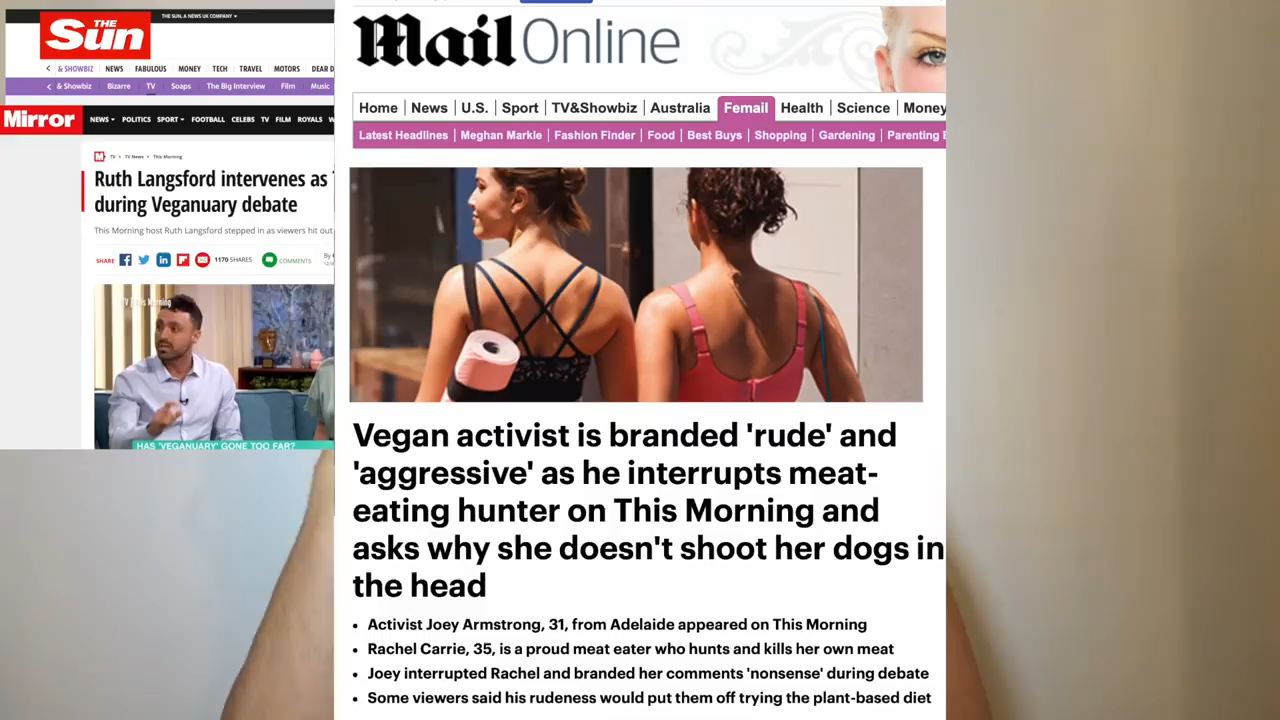 THE SUN, A NEWS UK COMPANY
THE
Sun
< & SHOWBIZ NEWS FABULOUS MONEY TECH TRAVEL MOTORS DEAR D
< & Showbiz Bizarre TV Soaps The Big Interview Film Music
Mirror
NEWS POLITICS SPORT FOOTBALL CELEBS TV FILM ROYALS W
M TV > TV News > This Morning
Ruth Langsford intervenes as
during Veganuary debate
This Morning host Ruth Langsford stepped in as viewers hit out
SHARE 1170 SHARES COMMENTS By
HAS 'VEGANUARY' GONE TOO FAR?
Mail Online
Home | News | U.S. | Sport | TV&Showbiz | Australia | Femail | Health | Science | Money
Latest Headlines | Meghan Markle | Fashion Finder | Food | Best Buys | Shopping | Gardening | Parenting
Vegan activist is branded 'rude' and
'aggressive' as he interrupts meat-
eating hunter on This Morning and
asks why she doesn't shoot her dogs in
the head
• Activist Joey Armstrong, 31, from Adelaide appeared on This Morning
• Rachel Carrie, 35, is a proud meat eater who hunts and kills her own meat
• Joey interrupted Rachel and branded her comments 'nonsense' during debate
• Some viewers said his rudeness would put them off trying the plant-based diet